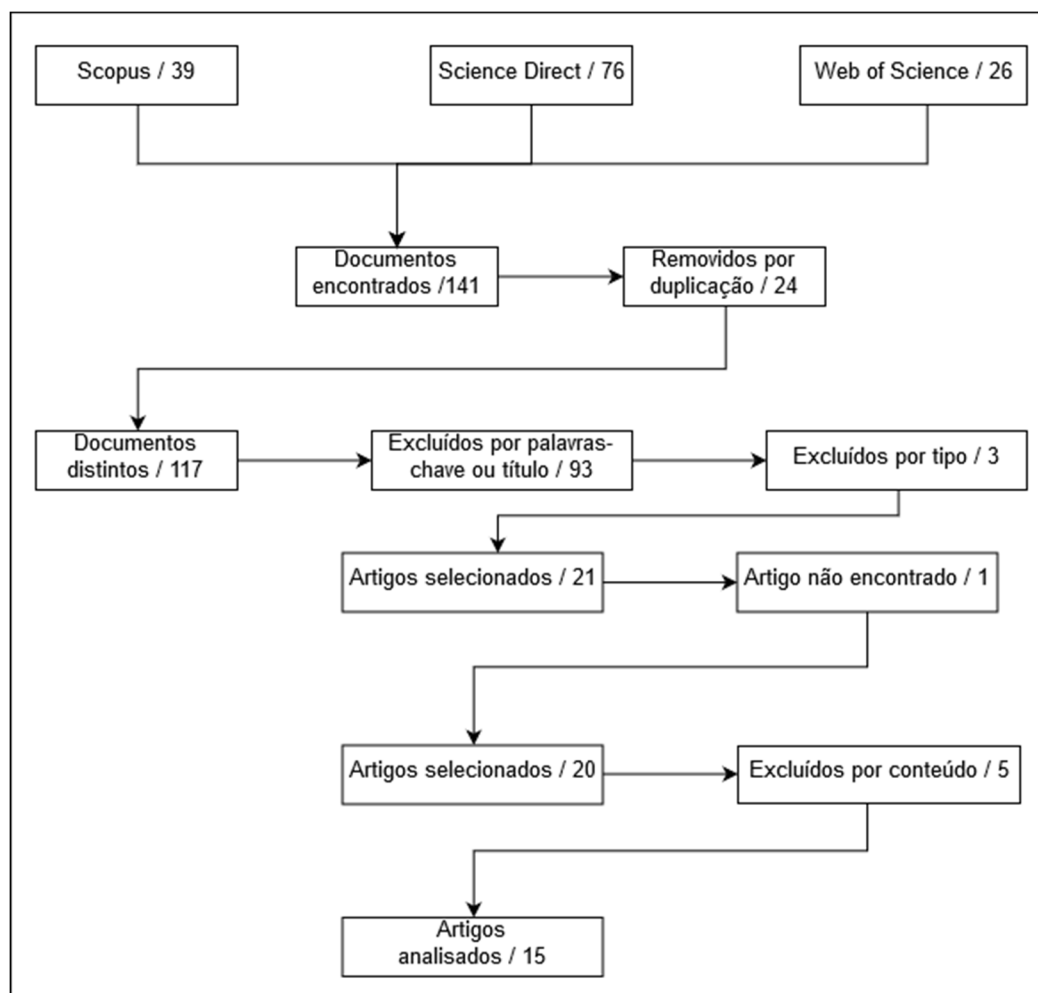 Scopus / 39
Science Direct / 76
Web of Science / 26
Documentos
encontrados /141
Removidos por
duplicação / 24
Documentos
distintos / 117
Excluídos por palavras-
chave ou título / 93
Excluídos por tipo / 3
Artigos selecionados / 21
Artigo não encontrado / 1
Artigos selecionados / 20
Excluídos por conteúdo / 5
Artigos
analisados / 15